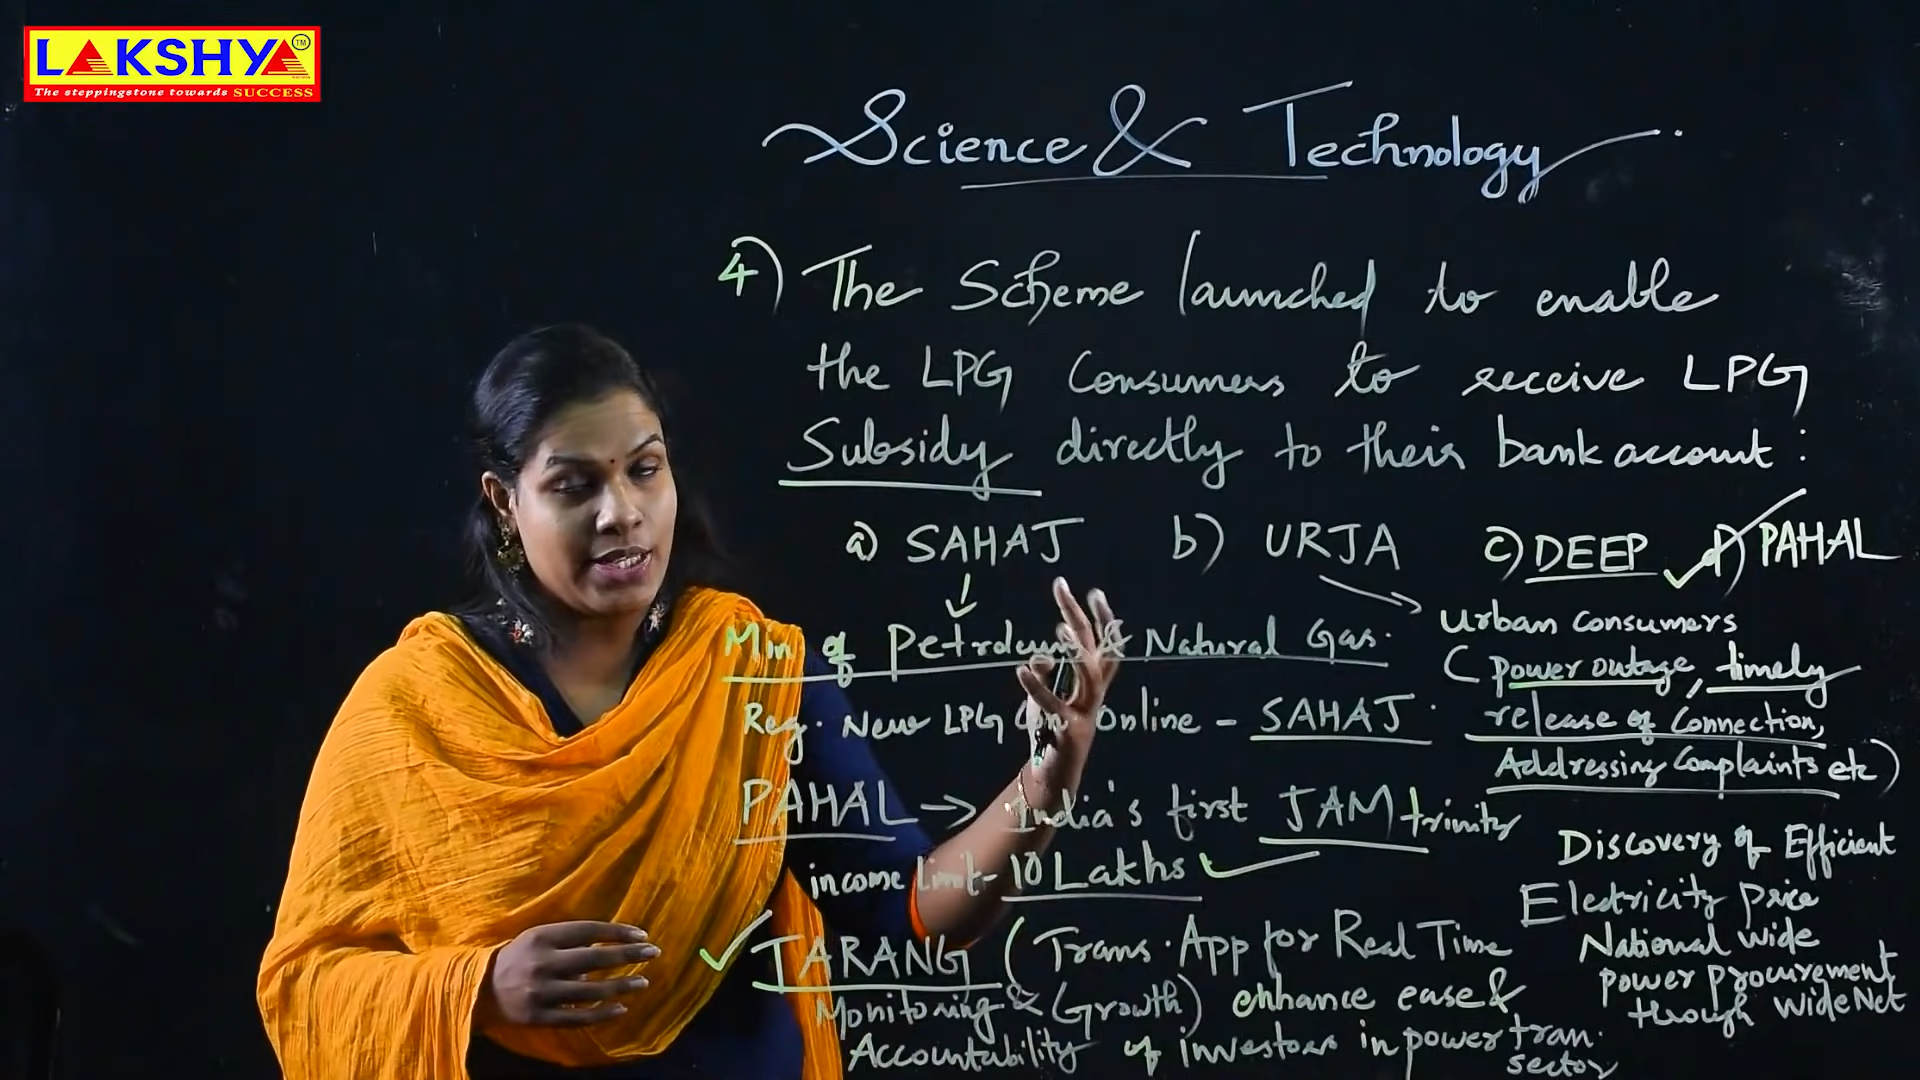 LAKSHYA TM
The steppingstone towards SUCCESS
Science & Technology
4) The Scheme launched to enable
the LPG Consumers to receive LPG
Subsidy directly to their bank account :
a) SAHAJ b) URJA c) DEEP d) PAHAL
Min of Petroleum & Natural Gas.
Reg. New LPG Con. Online - SAHAJ.
PAHAL → India's first JAM trinity
income limit - 10 Lakhs
TARANG (Trans. App for Real Time
Monitoring & Growth) enhance ease &
Accountability of investors in power tran.
sector
Urban Consumers
(power outage, timely
release of Connection,
Addressing Complaints etc)
Discovery of Efficient
Electricity Price
National wide
power procurement
through Wide Net